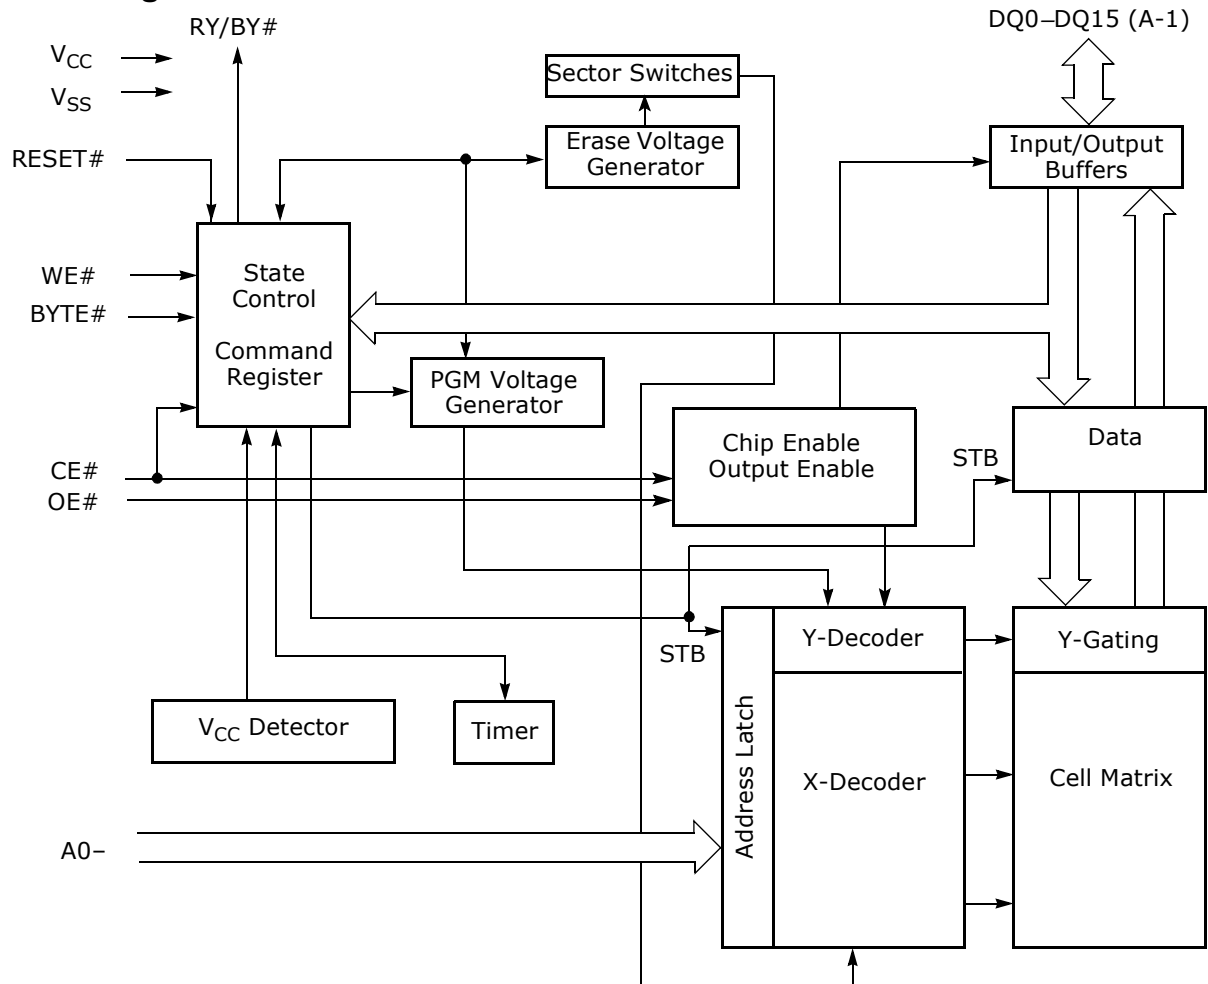 RY/BY#
DQ0–DQ15 (A-1)
VCC
VSS
Sector Switches
RESET#
Erase Voltage
Generator
Input/Output
Buffers
WE#
BYTE#
State
Control
Command
Register
PGM Voltage
Generator
Chip Enable
Output Enable
Data
STB
CE#
OE#
STB
Y-Decoder
Y-Gating
VCC Detector
Timer
Address Latch
X-Decoder
Cell Matrix
A0–